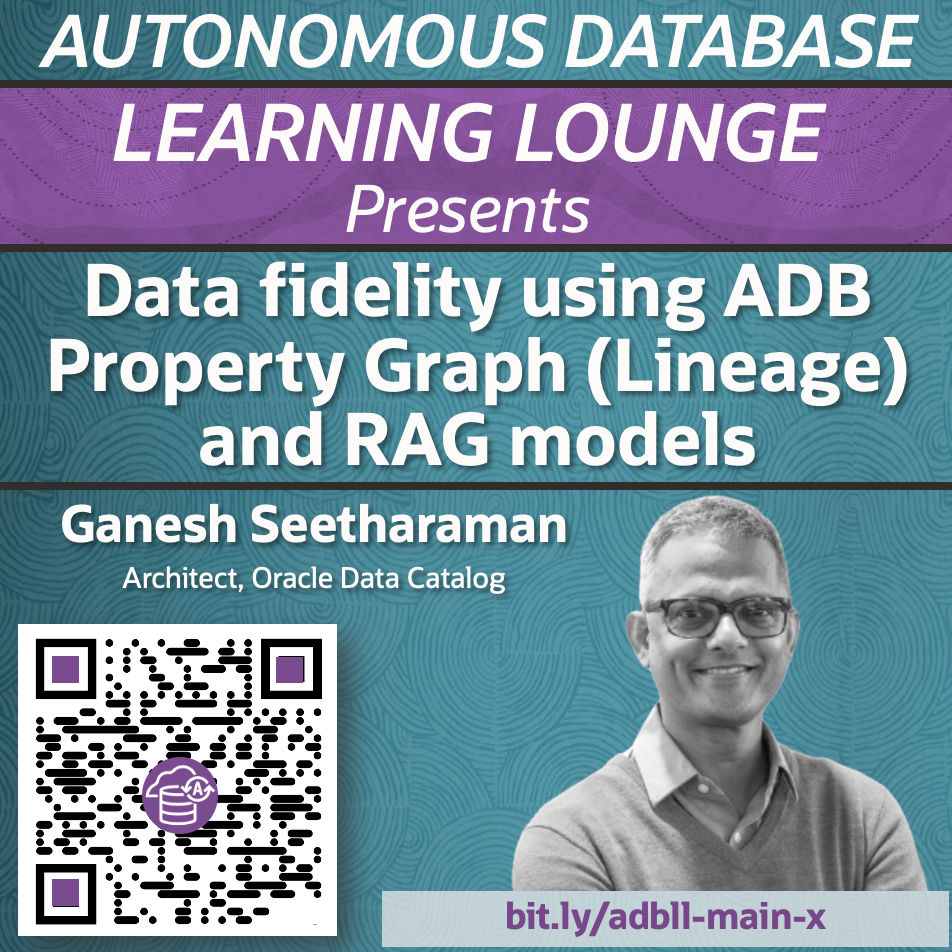 AUTONOMOUS DATABASE
LEARNING LOUNGE
Presents
Data fidelity using ADB
Property Graph (Lineage)
and RAG models
Ganesh Seetharaman
Architect, Oracle Data Catalog
A
bit.ly/adbll-main-x